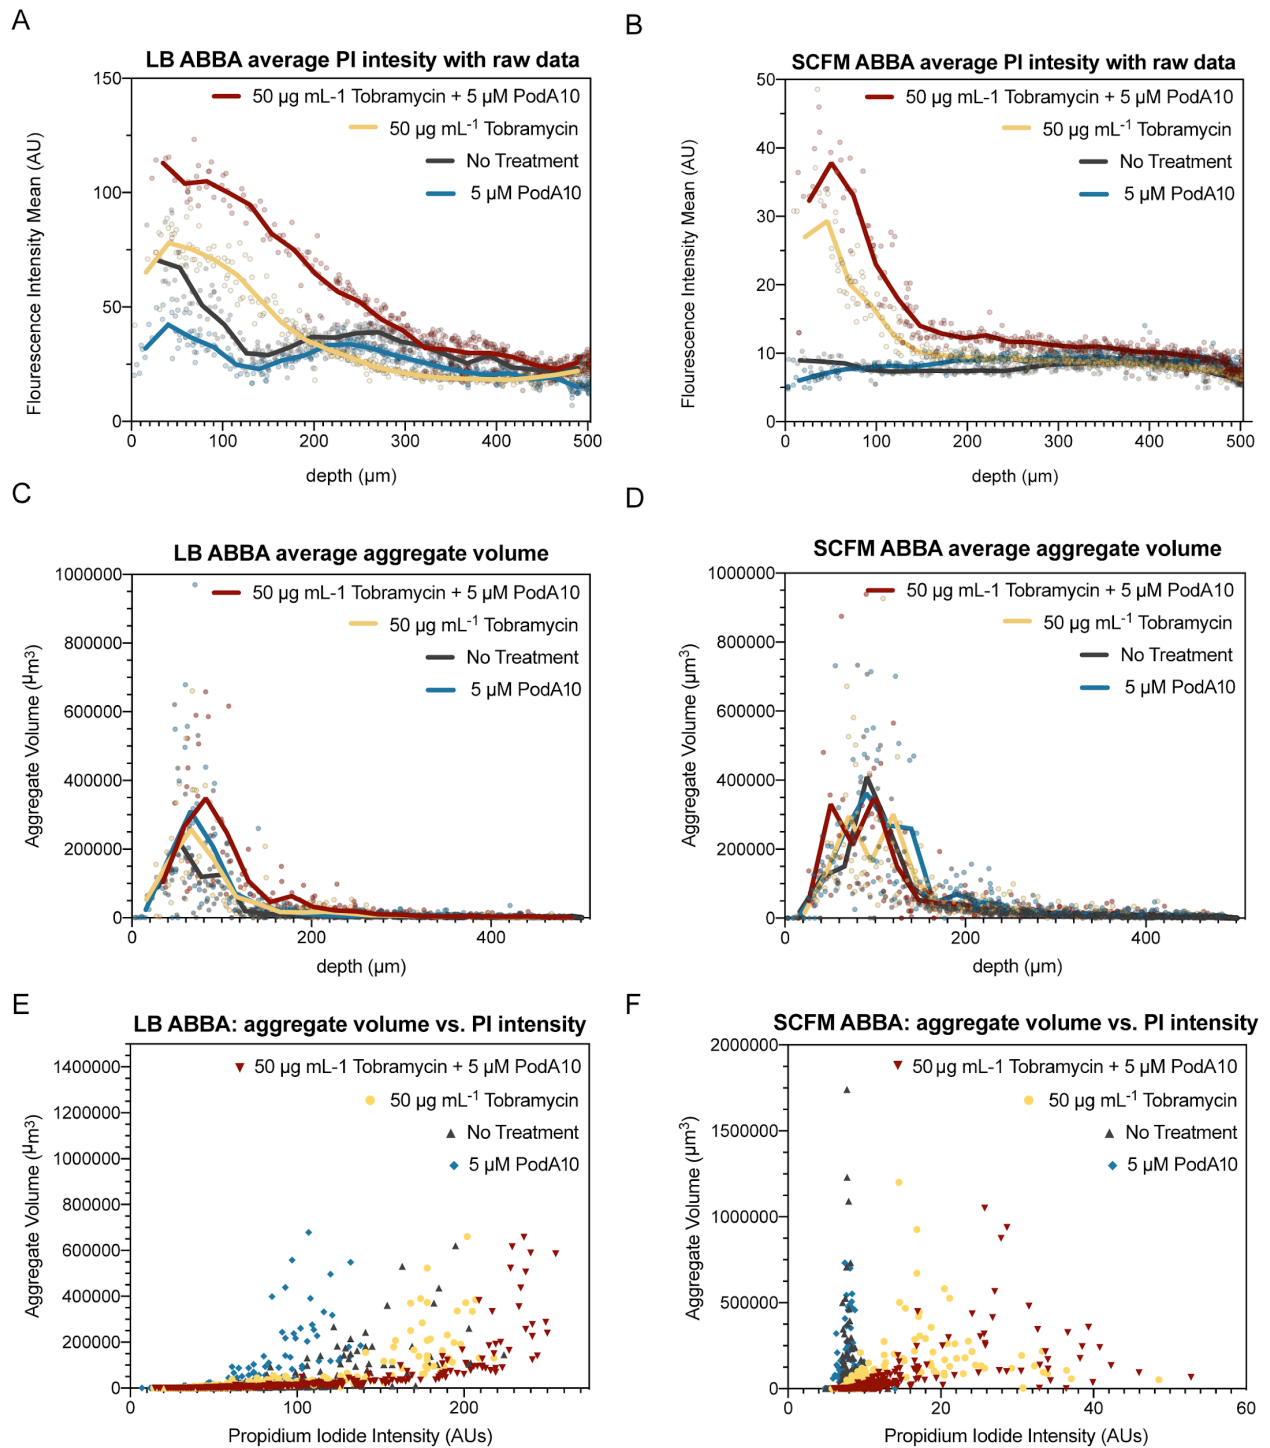 A
LB ABBA average PI intesity with raw data
Flourescence Intensity Mean (AU)
150
100
50
0
50 µg mL-1 Tobramycin + 5 µM PodA10
50 µg mL-1 Tobramycin
No Treatment
5 µM PodA10
0 100 200 300 400 500
depth (µm)
B
SCFM ABBA average PI intesity with raw data
Flourescence Intensity Mean (AU)
50
40
30
20
10
0
50 µg mL-1 Tobramycin + 5 µM PodA10
50 µg mL-1 Tobramycin
No Treatment
5 µM PodA10
0 100 200 300 400 500
depth (µm)
C
LB ABBA average aggregate volume
Aggregate Volume (µm3)
1000000
800000
600000
400000
200000
0
50 µg mL-1 Tobramycin + 5 µM PodA10
50 µg mL-1 Tobramycin
No Treatment
5 µM PodA10
0 200 400
depth (µm)
D
SCFM ABBA average aggregate volume
Aggregate Volume (µm3)
1000000
800000
600000
400000
200000
0
50 µg mL-1 Tobramycin + 5 µM PodA10
50 µg mL-1 Tobramycin
No Treatment
5 µM PodA10
0 200 400
depth (µm)
E
LB ABBA: aggregate volume vs. PI intensity
Aggregate Volume (µm3)
1400000
1200000
1000000
800000
600000
400000
200000
0
50 µg mL-1 Tobramycin + 5 µM PodA10
50 µg mL-1 Tobramycin
No Treatment
5 µM PodA10
0 100 200
Propidium Iodide Intensity (AUs)
F
SCFM ABBA: aggregate volume vs. PI intensity
Aggregate Volume (µm3)
2000000
1500000
1000000
500000
0
50 µg mL-1 Tobramycin + 5 µM PodA10
50 µg mL-1 Tobramycin
No Treatment
5 µM PodA10
0 20 40 60
Propidium Iodide Intensity (AUs)